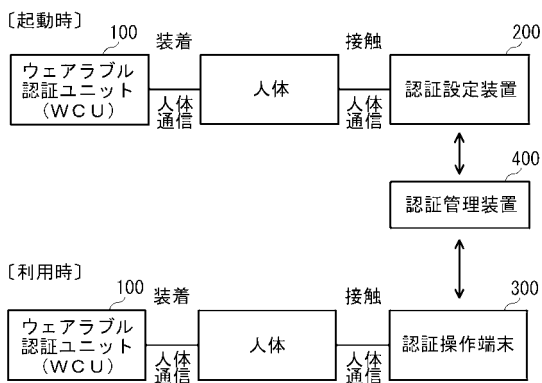 〔起動時〕
100
装着
接触
200
ウェアラブル
認証ユニット
(WCU)
人体
認証設定装置
人体
通信
人体
通信
400
認証管理装置
〔利用時〕
100
装着
接触
300
ウェアラブル
認証ユニット
(WCU)
人体
認証操作端末
人体
通信
人体
通信